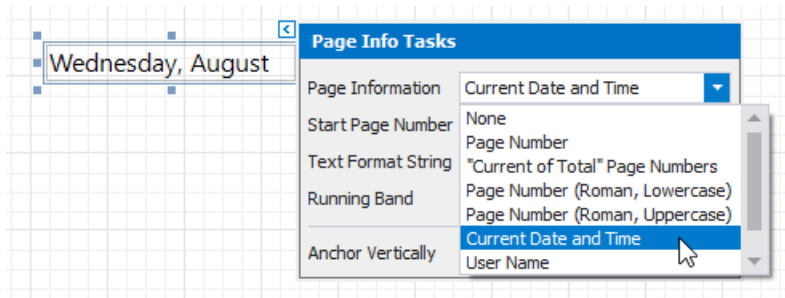 Wednesday, August
Page Info Tasks
Page Information Current Date and Time
Start Page Number
Text Format String
Running Band
Anchor Vertically
None
Page Number
"Current of Total" Page Numbers
Page Number (Roman, Lowercase)
Page Number (Roman, Uppercase)
Current Date and Time
User Name